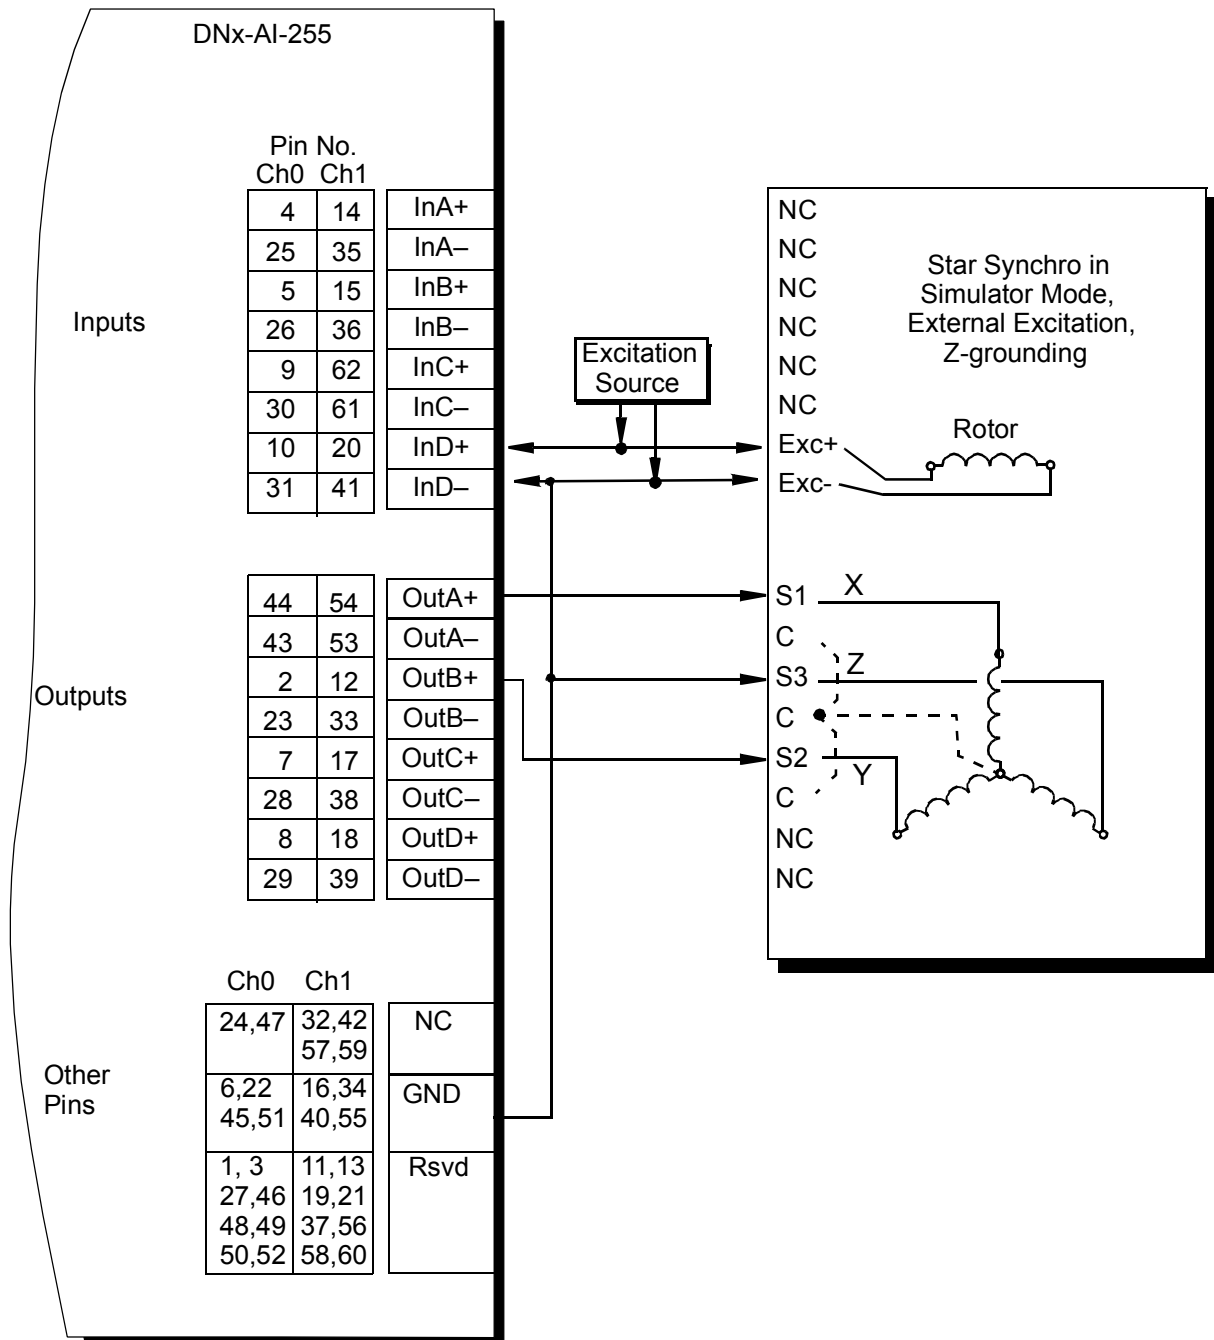 DNx-AI-255
Pin No.
Ch0 Ch1
Inputs
4 14 InA+
25 35 InA–
5 15 InB+
26 36 InB–
9 62 InC+
30 61 InC–
10 20 InD+
31 41 InD–
Outputs
44 54 OutA+
43 53 OutA–
2 12 OutB+
23 33 OutB–
7 17 OutC+
28 38 OutC–
8 18 OutD+
29 39 OutD–
Other
Pins
Ch0 Ch1
24,47 32,42 NC
57,59
6,22 16,34 GND
45,51 40,55
1, 3 11,13 Rsvd
27,46 19,21
48,49 37,56
50,52 58,60
Excitation
Source
Star Synchro in
Simulator Mode,
External Excitation,
Z-grounding
NC
NC
NC
NC
NC
NC
Exc+
Exc-
Rotor
S1 X
C
S3 Z
C
S2 Y
C
NC
NC